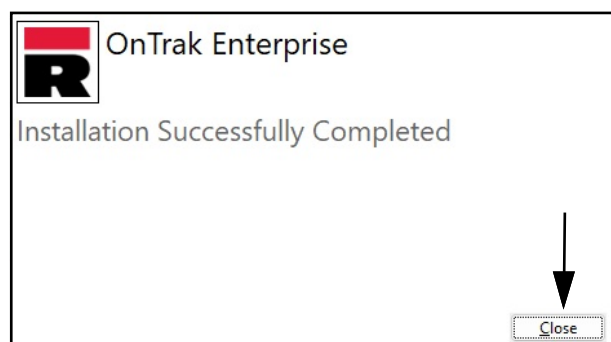 R
OnTrak Enterprise
Installation Successfully Completed
Close